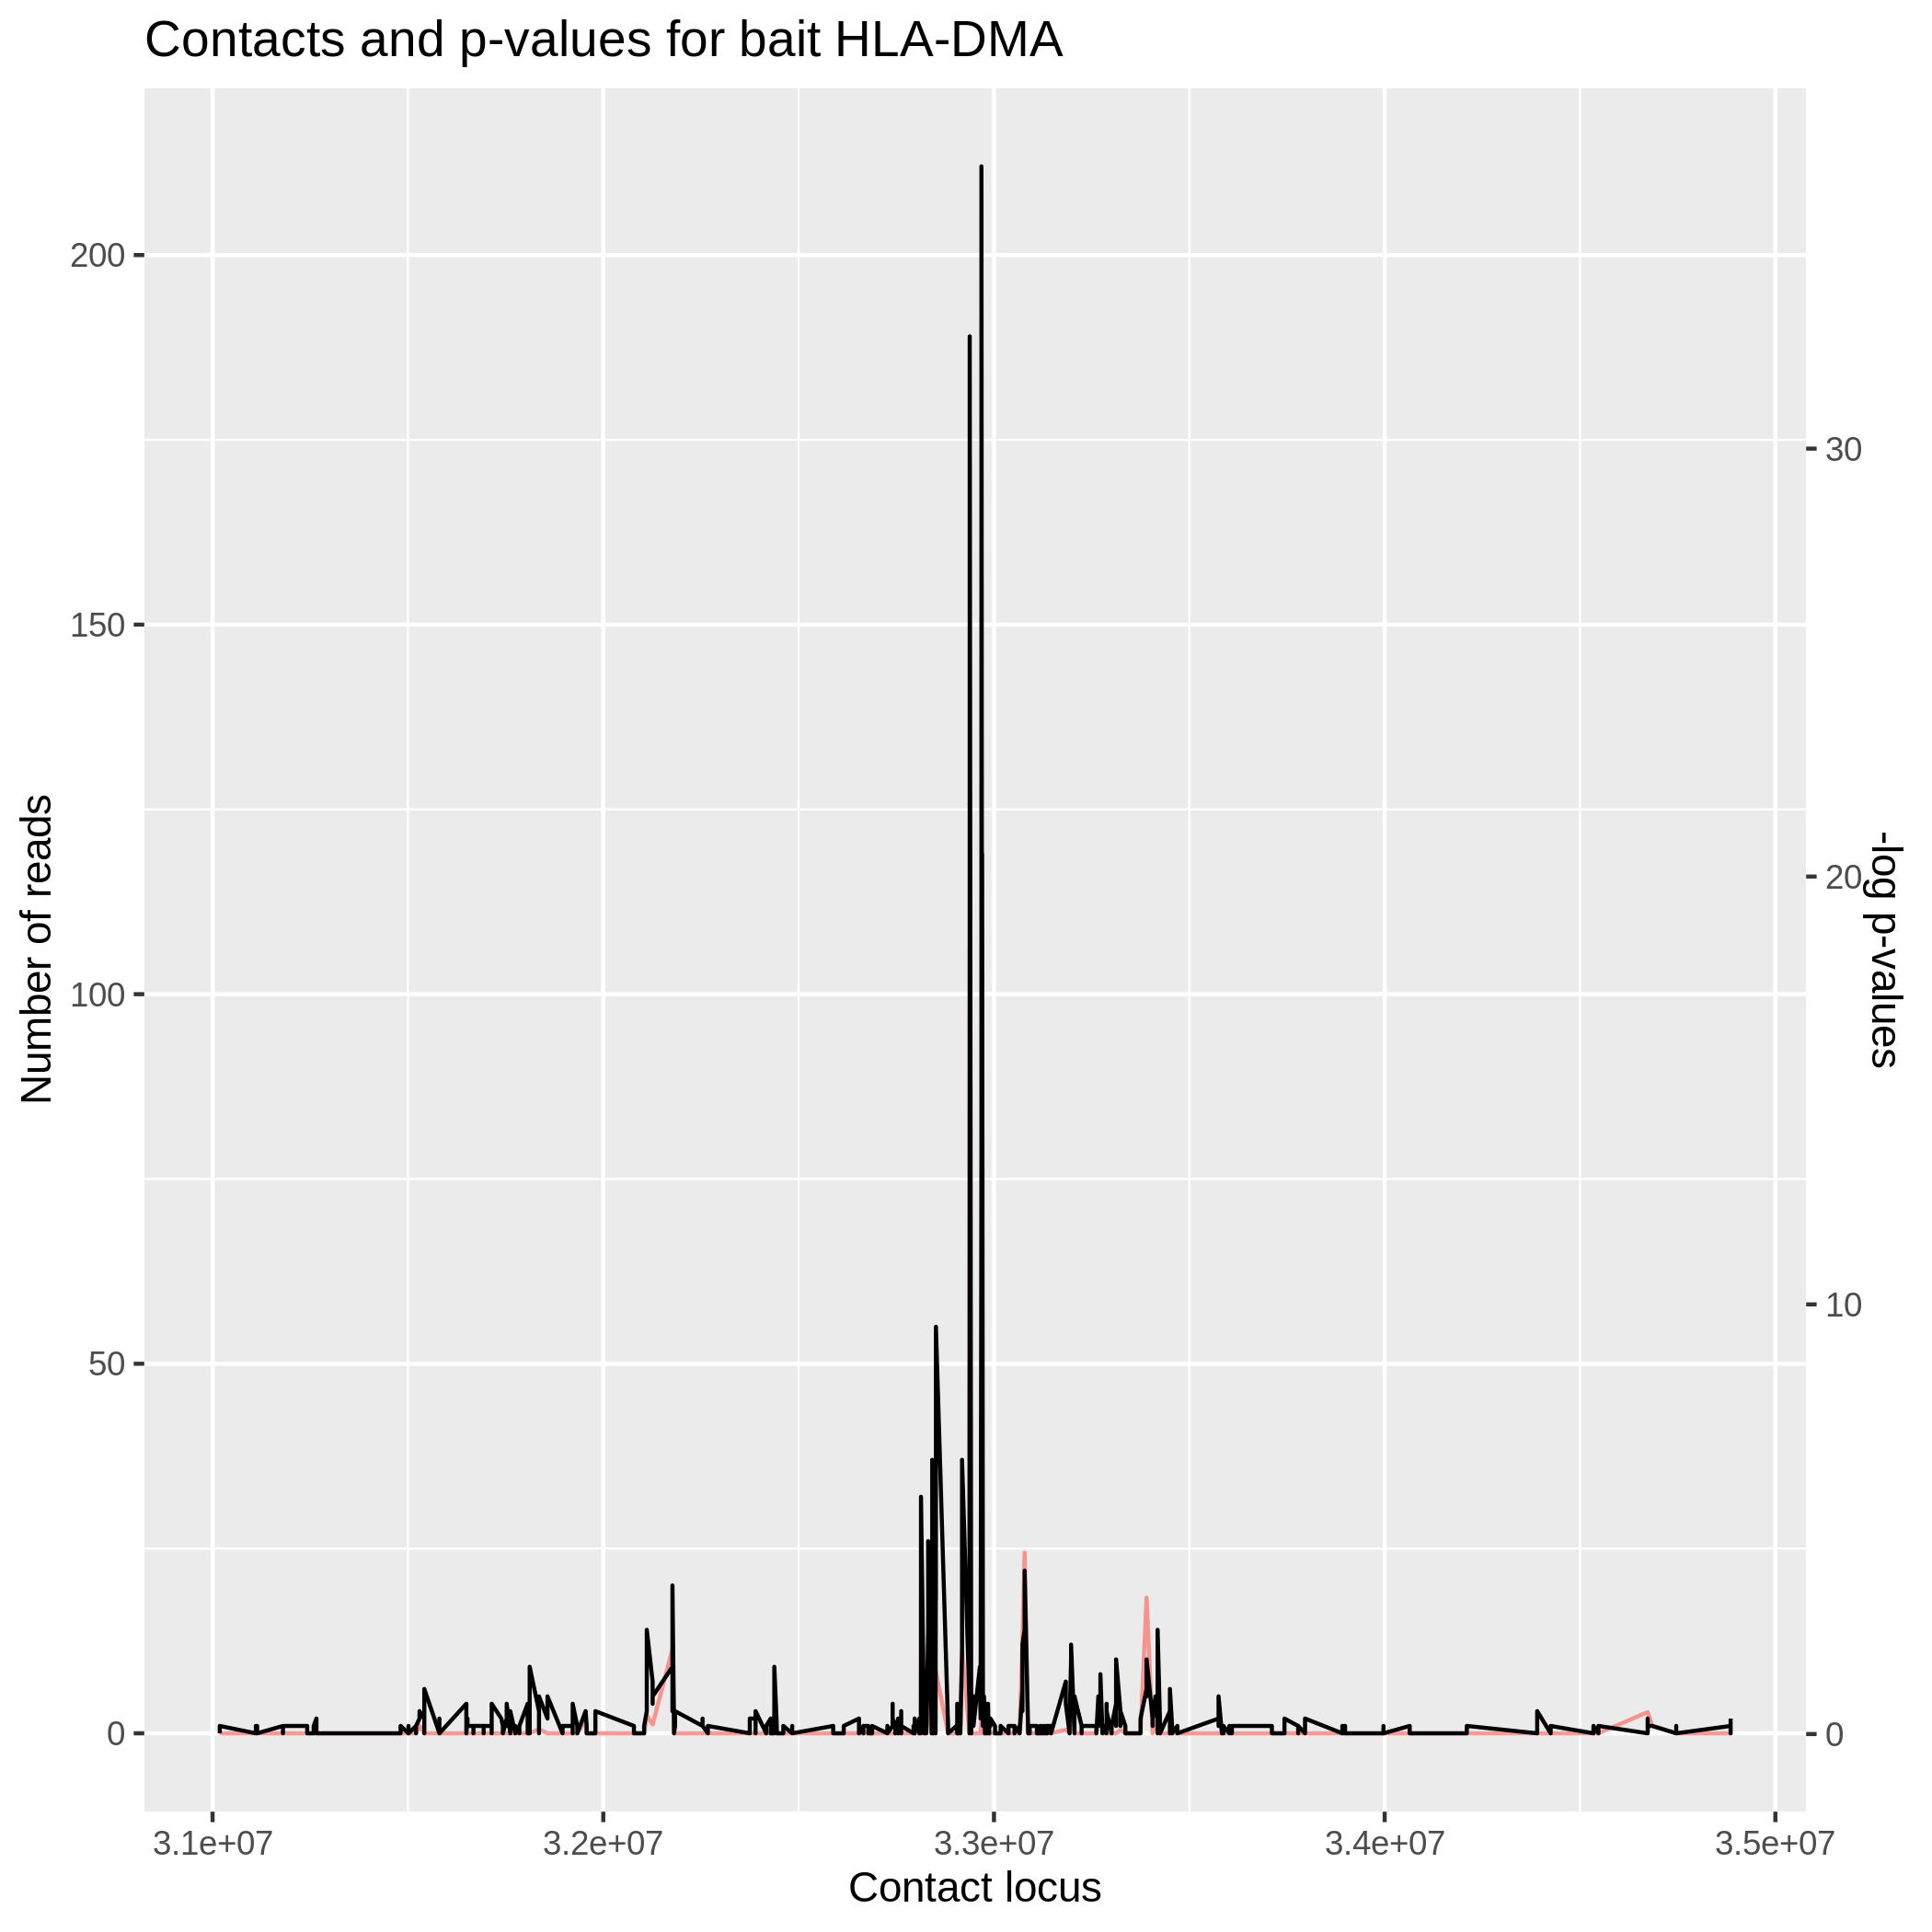 Contacts and p-values for bait HLA-DMA
200
150
100
50
0
30
20
10
0
3.1e+07
3.2e+07
3.3e+07
3.4e+07
3.5e+07
Contact locus
Number of reads
-log p-values